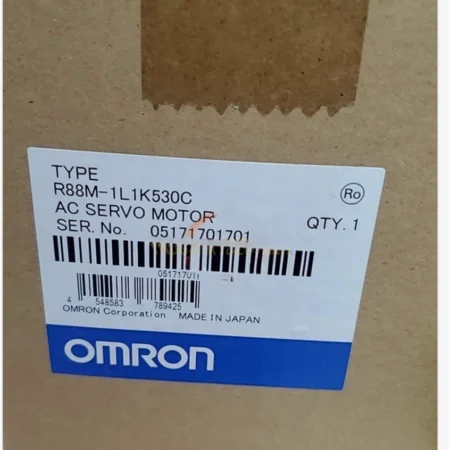 TYPE
R88M-1L1K530C
AC SERVO MOTOR
Ro
QTY. 1
SER. No. 05171701701
4 548583 789425
OMRON Corporation MADE IN JAPAN
OMRON